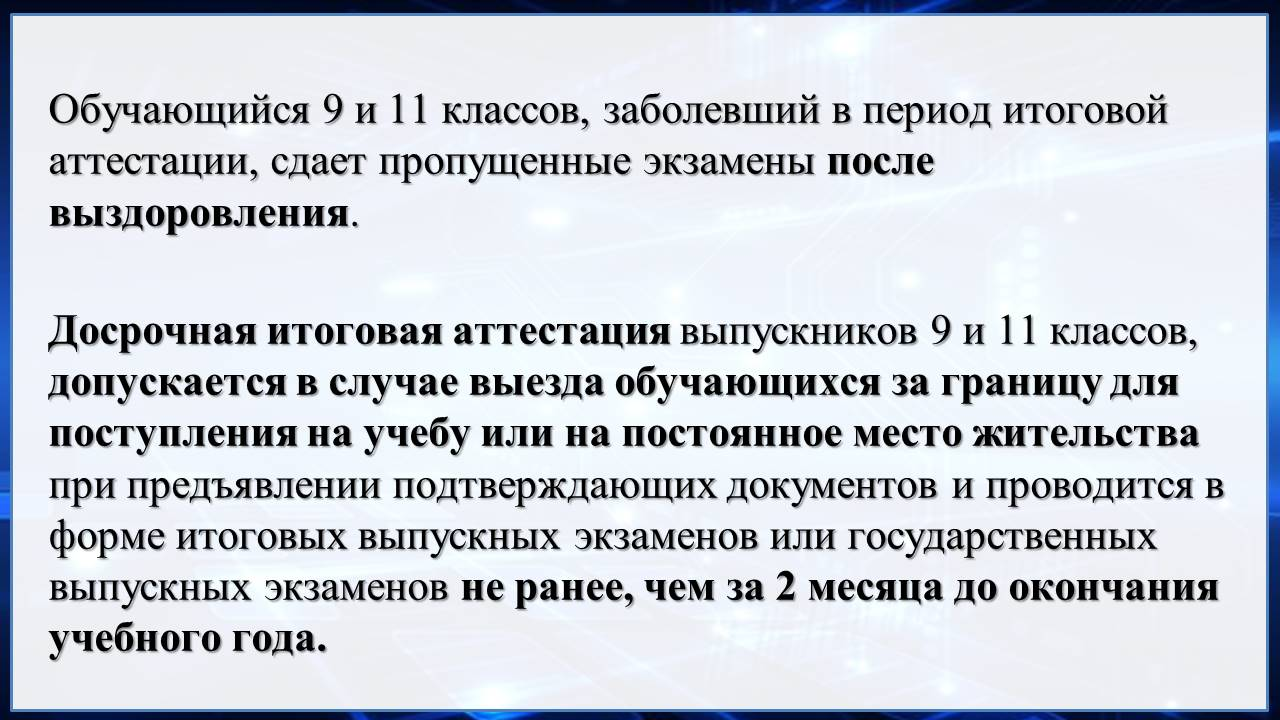 Обучающийся 9 и 11 классов, заболевший в период итоговой
аттестации, сдает пропущенные экзамены после
выздоровления.
Досрочная итоговая аттестация выпускников 9 и 11 классов,
допускается в случае выезда обучающихся за границу для
поступления на учебу или на постоянное место жительства
при предъявлении подтверждающих документов и проводится в
форме итоговых выпускных экзаменов или государственных
выпускных экзаменов не ранее, чем за 2 месяца до окончания
учебного года.